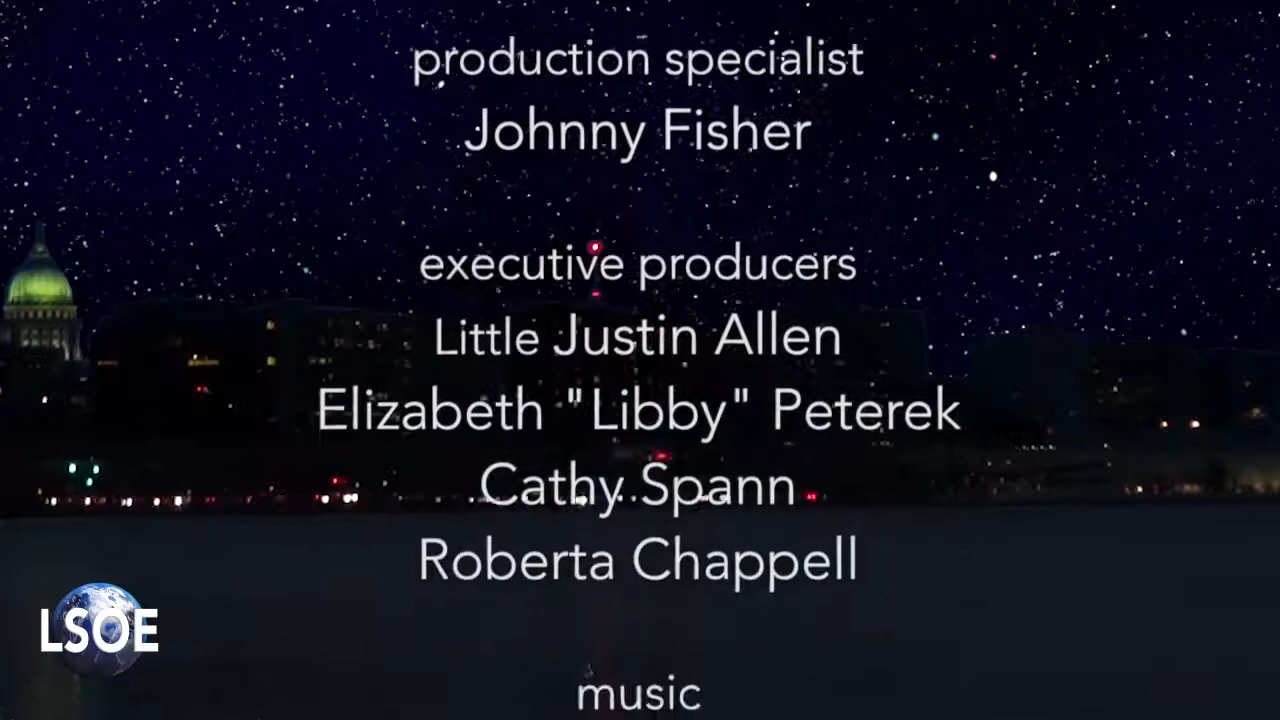 production specialist
Johnny Fisher
executive producers
Little Justin Allen
Elizabeth "Libby" Peterek
Cathy Spann
Roberta Chappell
LSOE
music